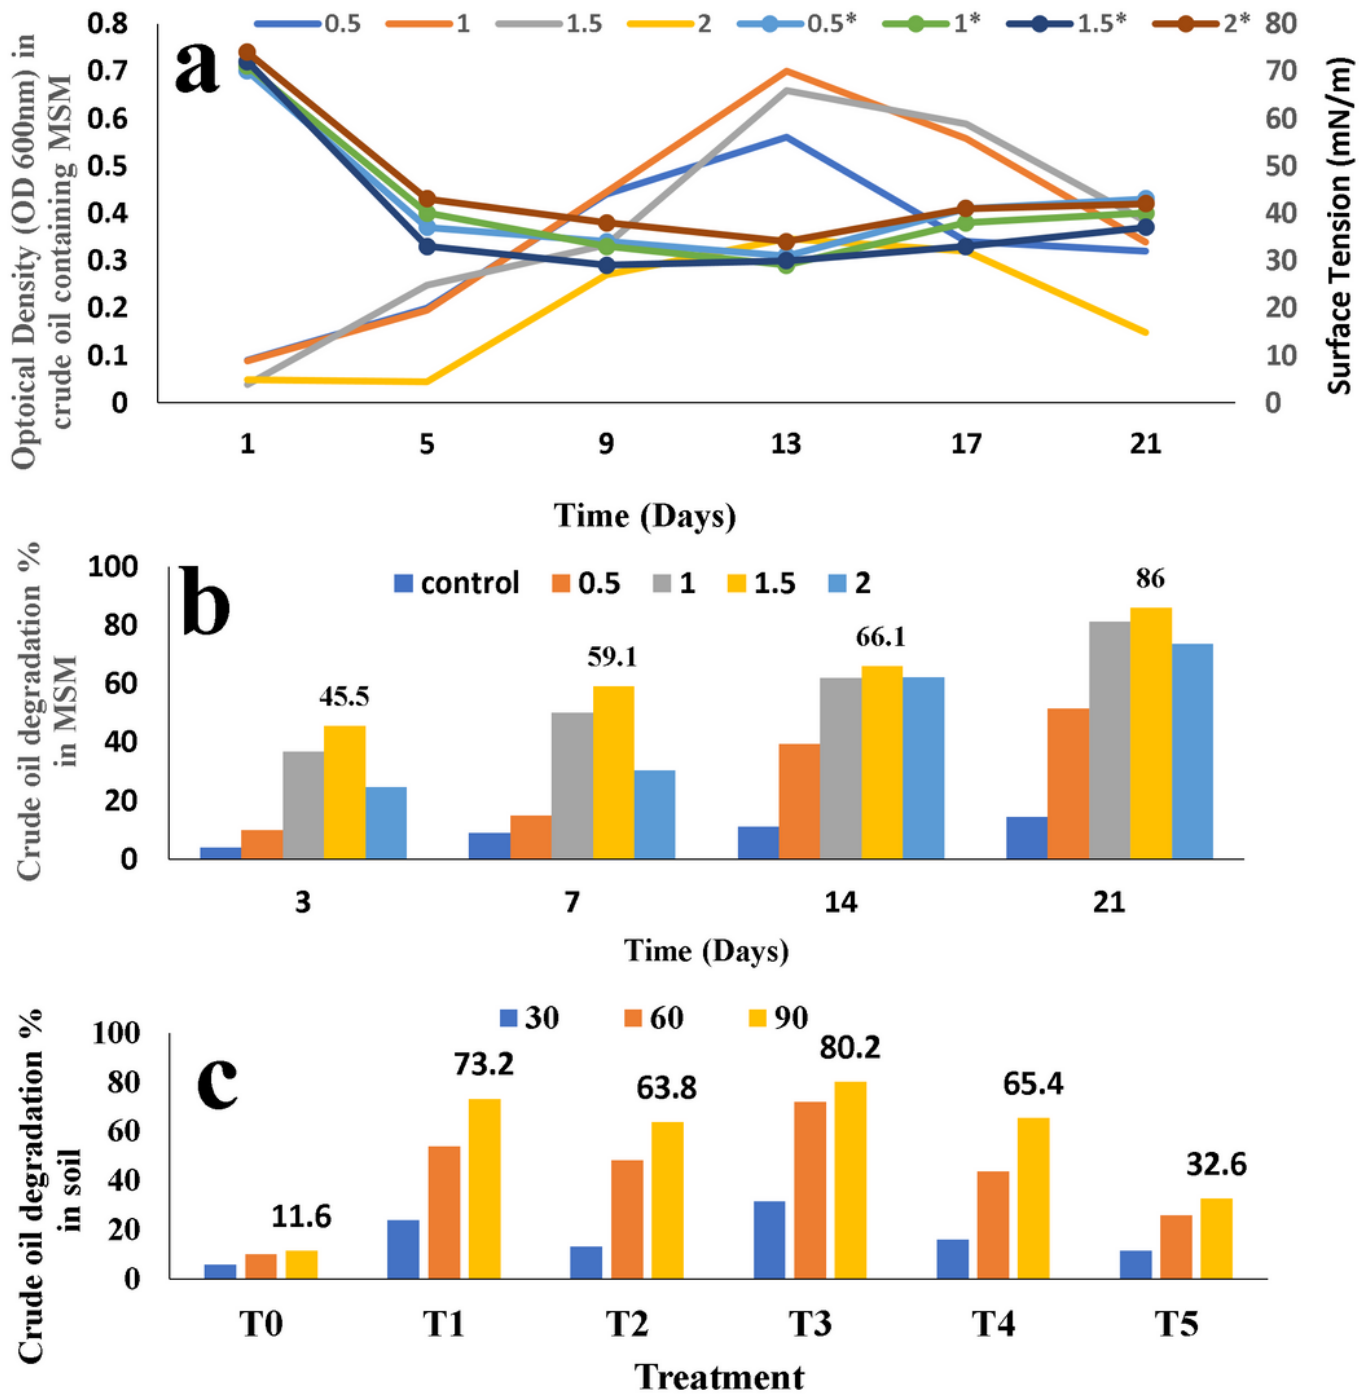 0.5 1 1.5 2 0.5* 1* 1.5* 2*
a
Optoical Density (OD 600nm) in
crude oil containing MSM
0.8
0.7
0.6
0.5
0.4
0.3
0.2
0.1
0
80
70
60
50
40
30
20
10
0
Surface Tension (mN/m)
1 5 9 13 17 21
Time (Days)
b
control 0.5 1 1.5 2
Crude oil degradation %
in MSM
100
80
60
40
20
0
45.5
59.1
66.1
86
3 7 14 21
Time (Days)
c
30 60 90
Crude oil degradation %
in soil
100
80
60
40
20
0
11.6
73.2
63.8
80.2
65.4
32.6
T0 T1 T2 T3 T4 T5
Treatment